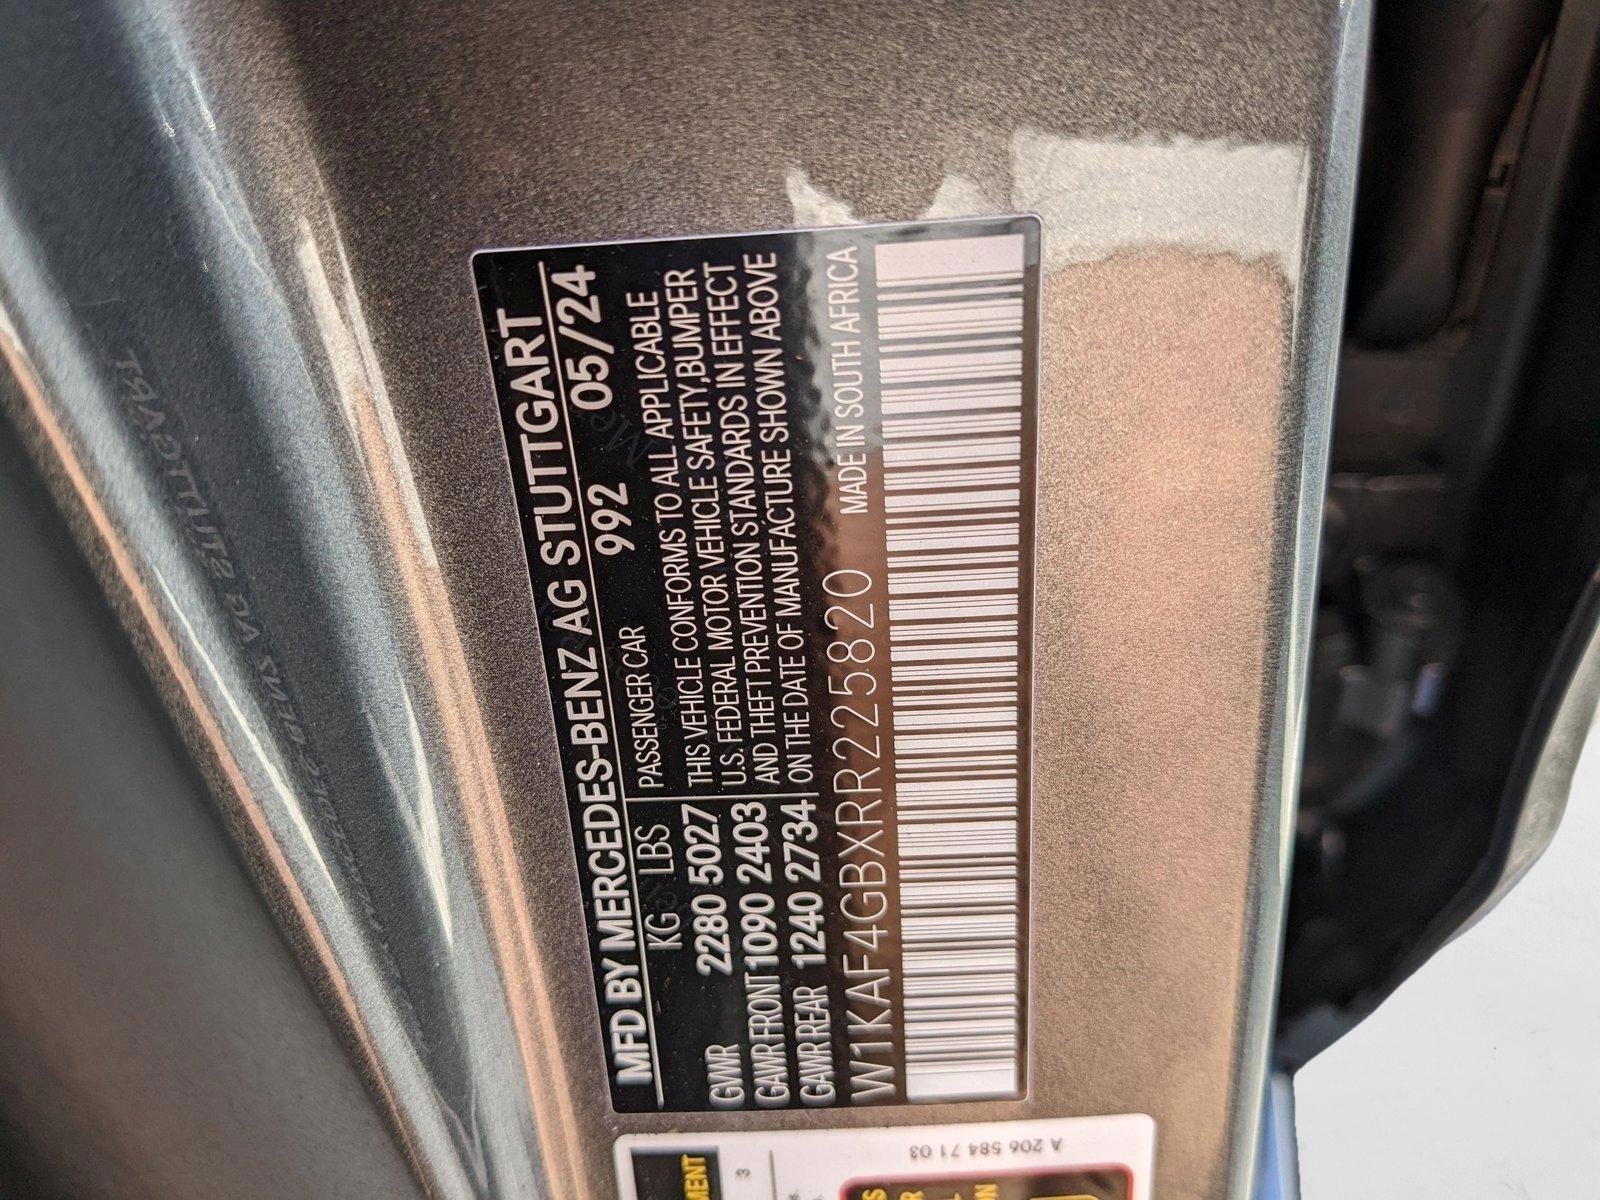 MFD BY MERCEDES-BENZ AG STUTTGART
KG LBS PASSENGER CAR 992 05/24
GVWR 2280 5027 THIS VEHICLE CONFORMS TO ALL APPLICABLE
GAWR FRONT 1090 2403 U.S. FEDERAL MOTOR VEHICLE SAFETY,BUMPER
GAWR REAR 1240 2734 AND THEFT PREVENTION STANDARDS IN EFFECT
ON THE DATE OF MANUFACTURE SHOWN ABOVE
W1KAF4GBXRR225820 MADE IN SOUTH AFRICA
A 206 584 71 03
3